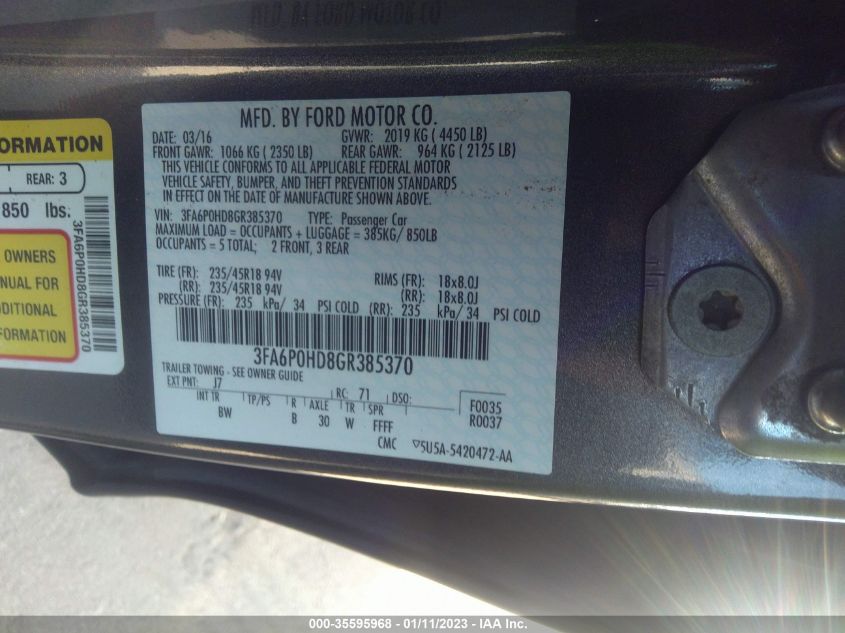 MFD. BY FORD MOTOR CO.
DATE: 03/16 GVWR: 2019 KG ( 4450 LB)
FRONT GAWR: 1066 KG ( 2350 LB) REAR GAWR: 964 KG ( 2125 LB)
THIS VEHICLE CONFORMS TO ALL APPLICABLE FEDERAL MOTOR
VEHICLE SAFETY, BUMPER, AND THEFT PREVENTION STANDARDS
IN EFFECT ON THE DATE OF MANUFACTURE SHOWN ABOVE.
VIN: 3FA6P0HD8GR385370 TYPE: Passenger Car
MAXIMUM LOAD = OCCUPANTS + LUGGAGE = 385KG/ 850LB
OCCUPANTS = 5 TOTAL; 2 FRONT, 3 REAR
TIRE (FR): 235/45R18 94V RIMS (FR): 18x8.0J
(RR): 235/45R18 94V (RR): 18x8.0J
PRESSURE (FR): 235 kPa/ 34 PSI COLD (RR): 235 kPa/ 34 PSI COLD
3FA6P0HD8GR385370
TRAILER TOWING - SEE OWNER GUIDE
EXT PNT: J7 RC: 71 DSO: F0035
INT TR TP/PS R AXLE TR SPR R0037
BW B 30 W FFFF
CMC 5U5A-5420472-AA
ORMATION
REAR: 3
850 lbs.
OWNERS
NUAL FOR
DDITIONAL
FORMATION
3FA6P0HD8GR385370
000-35595968 - 01/11/2023 - IAA Inc.